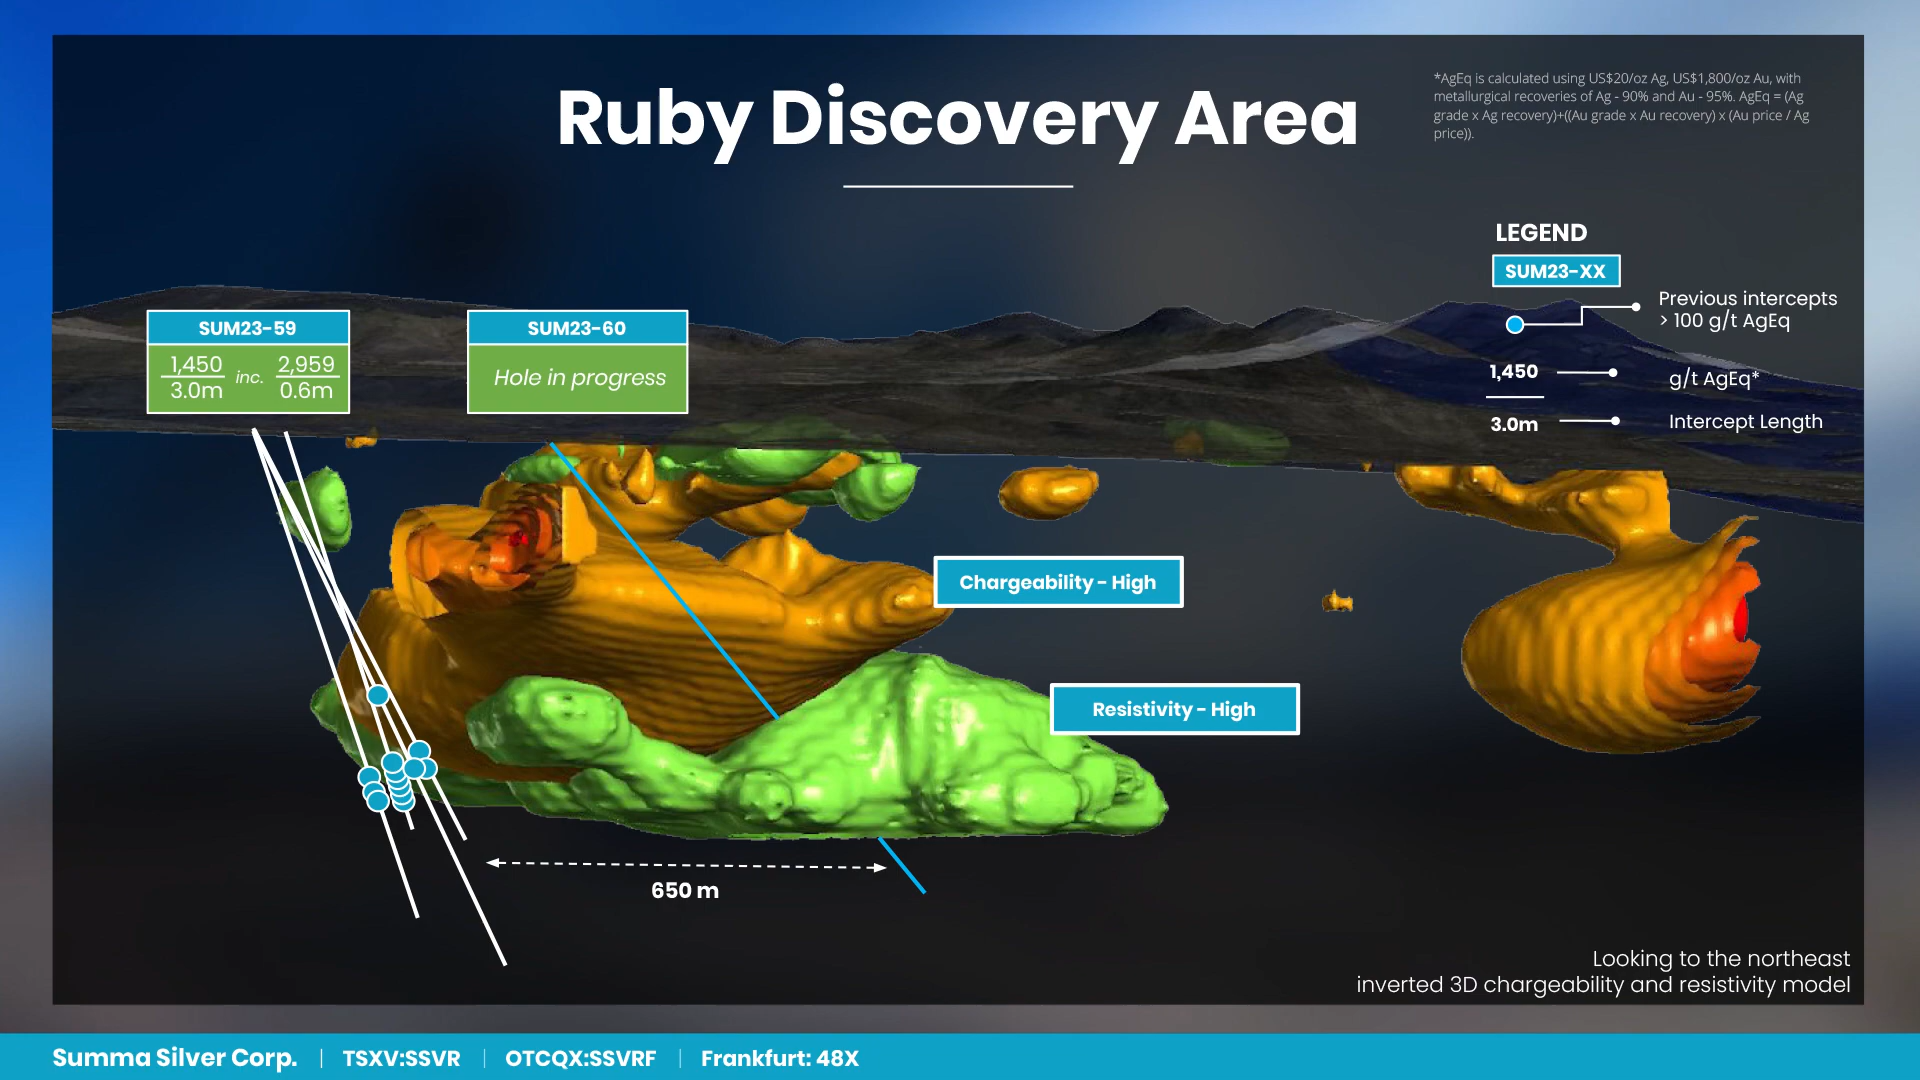 Ruby Discovery Area
*AgEq is calculated using US$20/oz Ag, US$1,800/oz Au, with
metallurgical recoveries of Ag - 90% and Au - 95%. AgEq = (Ag
grade x Ag recovery)+((Au grade x Au recovery) x (Au price / Ag
price)).
LEGEND
SUM23-XX
Previous intercepts
> 100 g/t AgEq
1,450
g/t AgEq*
3.0m
Intercept Length
SUM23-59
1,450 inc. 2,959
3.0m 0.6m
SUM23-60
Hole in progress
Chargeability - High
Resistivity - High
650 m
Looking to the northeast
inverted 3D chargeability and resistivity model
Summa Silver Corp. | TSXV:SSVR | OTCQX:SSVRF | Frankfurt: 48X